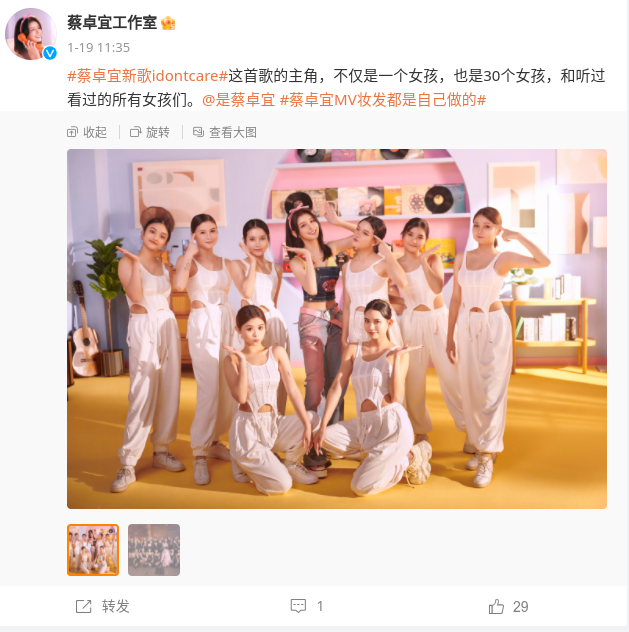 蔡卓宜工作室
1-19 11:35
#蔡卓宜新歌idontcare#这首歌的主角，不仅是一个女孩，也是30个女孩，和听过
看过的所有女孩们。@是蔡卓宜 #蔡卓宜MV妆发都是自己做的#
收起 旋转 查看大图
转发 1 29